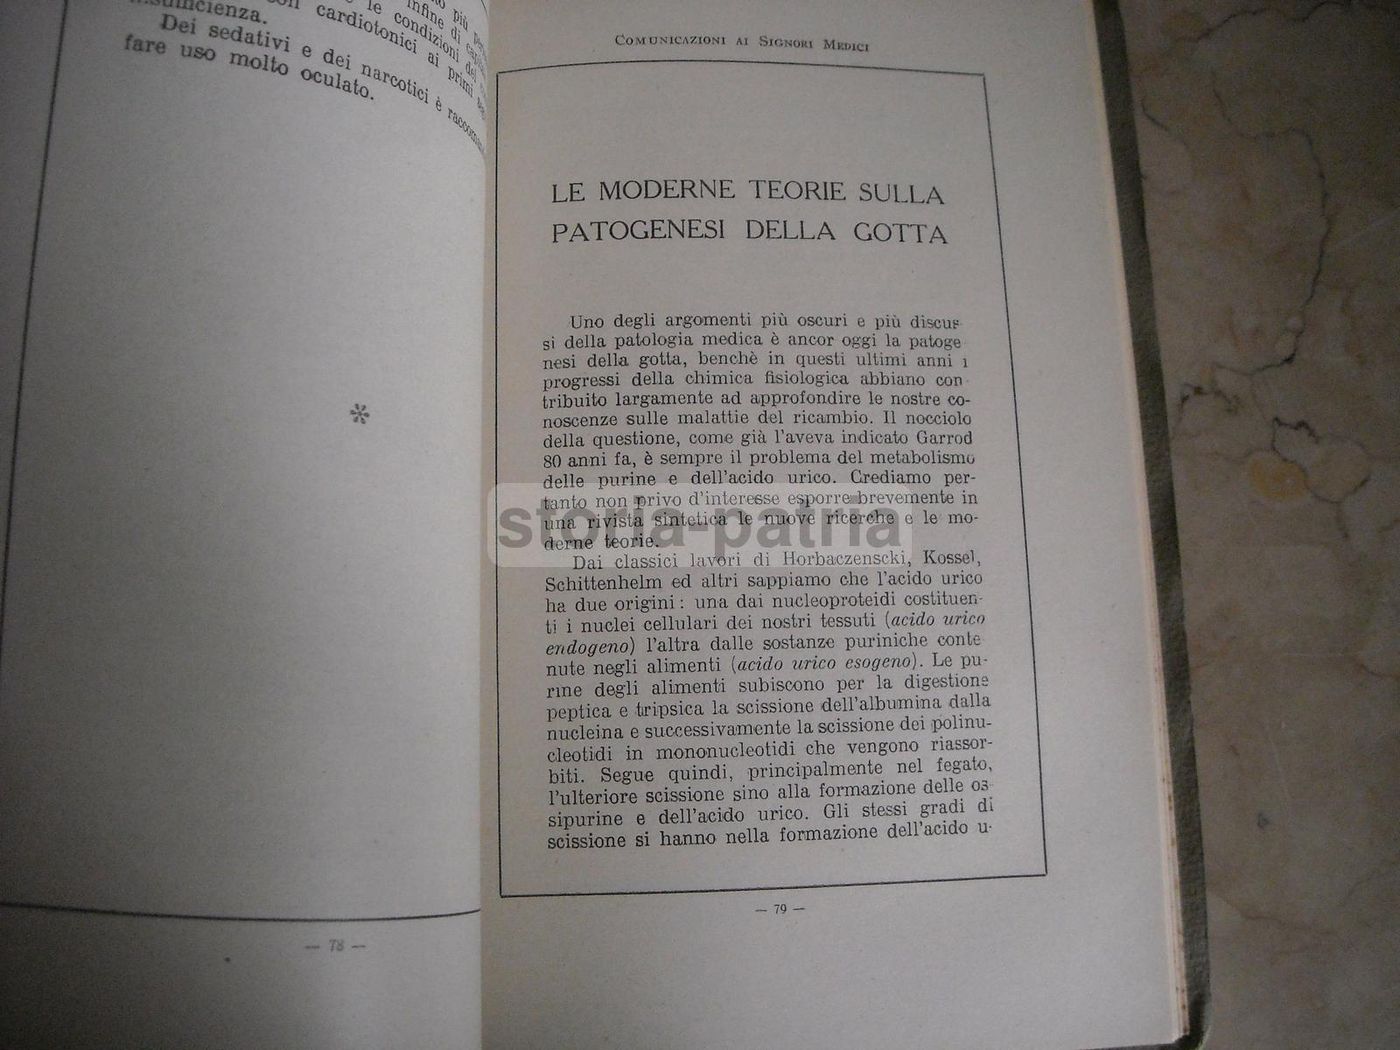 più
infine di
le condizioni del
cardiotonici ai primi
insufficienza.
Dei sedativi e dei narcotici è
fare uso molto oculato.
*
— 78 —
COMUNICAZIONI AI SIGNORI MEDICI
LE MODERNE TEORIE SULLA
PATOGENESI DELLA GOTTA
Uno degli argomenti più oscuri e più discus-
si della patologia medica è ancor oggi la patoge
nesi della gotta, benchè in questi ultimi anni i
progressi della chimica fisiologica abbiano con-
tribuito largamente ad approfondire le nostre co-
noscenze sulle malattie del ricambio. Il nocciolo
della questione, come già l'aveva indicato Garrod
80 anni fa, è sempre il problema del metabolismo
delle purine e dell'acido urico. Crediamo per-
tanto non privo d'interesse esporre brevemente in
una rivista sintetica le nuove ricerche e le mo-
derne teorie.
storia-patria
Dai classici lavori di Horbaczenscki, Kossel,
Schittenhelm ed altri sappiamo che l'acido urico
ha due origini : una dai nucleoproteidi costituen-
ti i nuclei cellulari dei nostri tessuti (acido urico
endogeno) l'altra dalle sostanze puriniche conte
nute negli alimenti (acido urico esogeno). Le pu-
rine degli alimenti subiscono per la digestione
peptica e tripsica la scissione dell'albumina dalla
nucleina e successivamente la scissione dei polinu-
cleotidi in mononucleotidi che vengono riassor-
biti. Segue quindi, principalmente nel fegato,
l'ulteriore scissione sino alla formazione delle os-
sipurine e dell'acido urico. Gli stessi gradi di
scissione si hanno nella formazione dell'acido u-
— 79 —